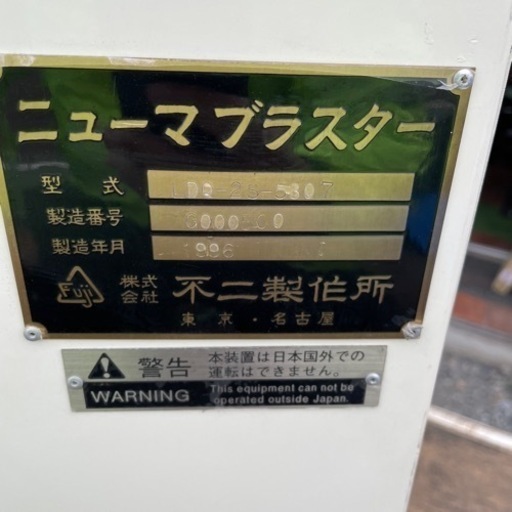 ニューマブラスター
型式
製造番号
製造年月 1996
Fuji 株式会社 不二製作所
東京・名古屋
警告 本装置は日本国外での
運転はできません。
WARNING This equipment can not be
operated outside Japan.